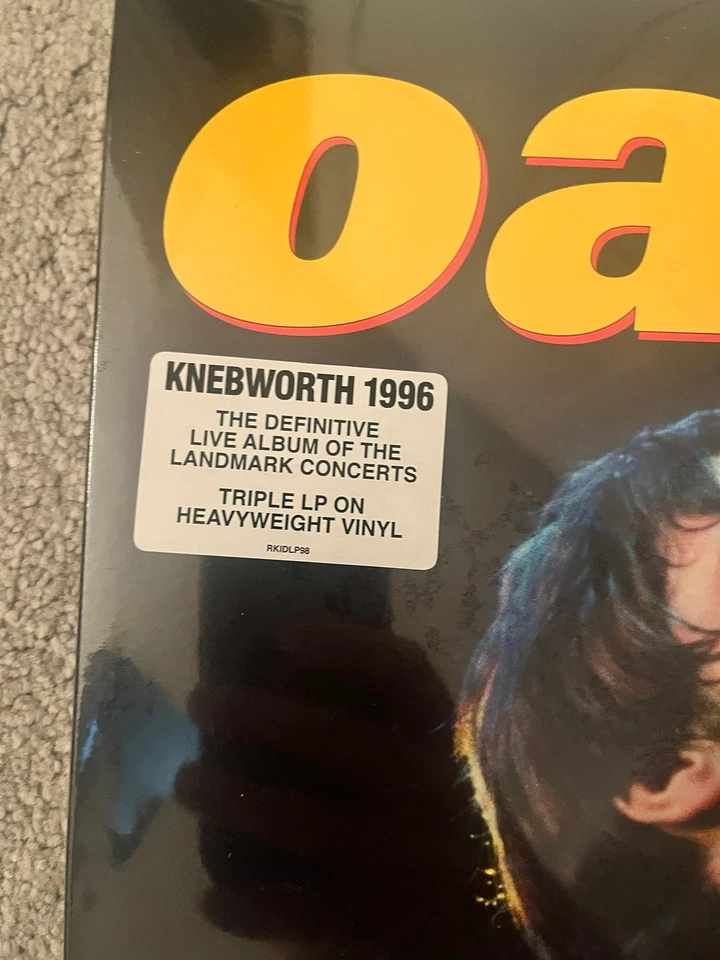 oa
KNEBWORTH 1996
THE DEFINITIVE
LIVE ALBUM OF THE
LANDMARK CONCERTS
TRIPLE LP ON
HEAVYWEIGHT VINYL
RKIDLP98